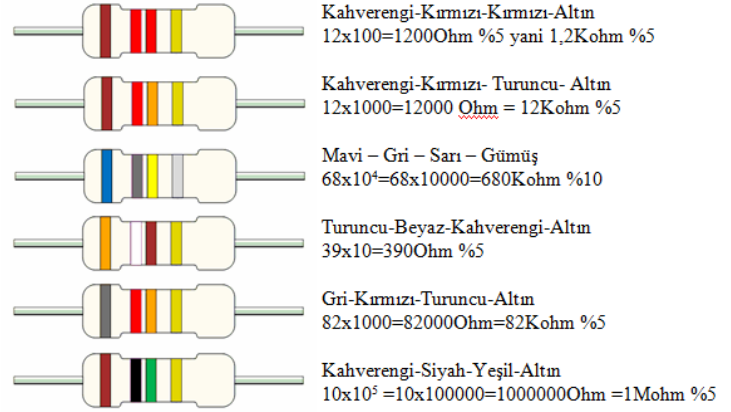 Kahverengi-Kırmızı-Kırmızı-Altın
12x100=1200Ohm %5 yani 1,2Kohm %5
Kahverengi-Kırmızı- Turuncu- Altın
12x1000=12000 Ohm = 12Kohm %5
Mavi – Gri – Sarı – Gümüş
68x10⁴=68x10000=680Kohm %10
Turuncu-Beyaz-Kahverengi-Altın
39x10=390Ohm %5
Gri-Kırmızı-Turuncu-Altın
82x1000=82000Ohm=82Kohm %5
Kahverengi-Siyah-Yeşil-Altın
10x10⁵ =10x100000=1000000Ohm =1Mohm %5